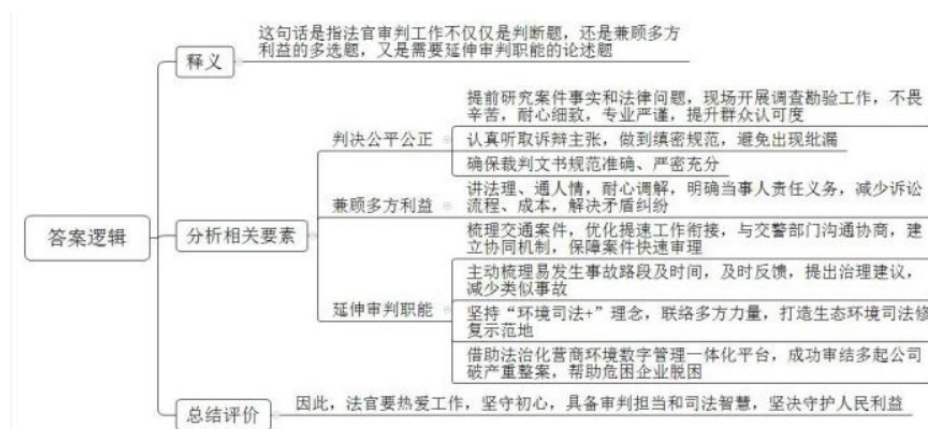 这句话是指法官审判工作不仅仅是判断题，还是兼顾多方
利益的多选题，又是需要延伸审判职能的论述题
释义
提前研究案件事实和法律问题，现场开展调查勘验工作，不畏
辛苦，耐心细致，专业严谨，提升群众认可度
判决公平公正
认真听取诉辩主张，做到缜密规范，避免出现纰漏
确保裁判文书规范准确、严密充分
讲法理、通人情，耐心调解，明确当事人责任义务，减少诉讼
兼顾多方利益
流程、成本，解决矛盾纠纷
答案逻辑
分析相关要素
梳理交通案件，优化提速工作衔接，与交警部门沟通协商，建
立协同机制，保障案件快速审理
主动梳理易发生事故路段及时间，及时反馈，提出治理建议，
减少类似事故
延伸审判职能
坚持“环境司法+”理念，联络多方力量，打造生态环境司法修
复示范地
借助法治化营商环境数字管理一体化平台，成功审结多起公司
破产重整案，帮助危困企业脱困
总结评价
因此，法官要热爱工作，坚守初心，具备审判担当和司法智慧，坚决守护人民利益